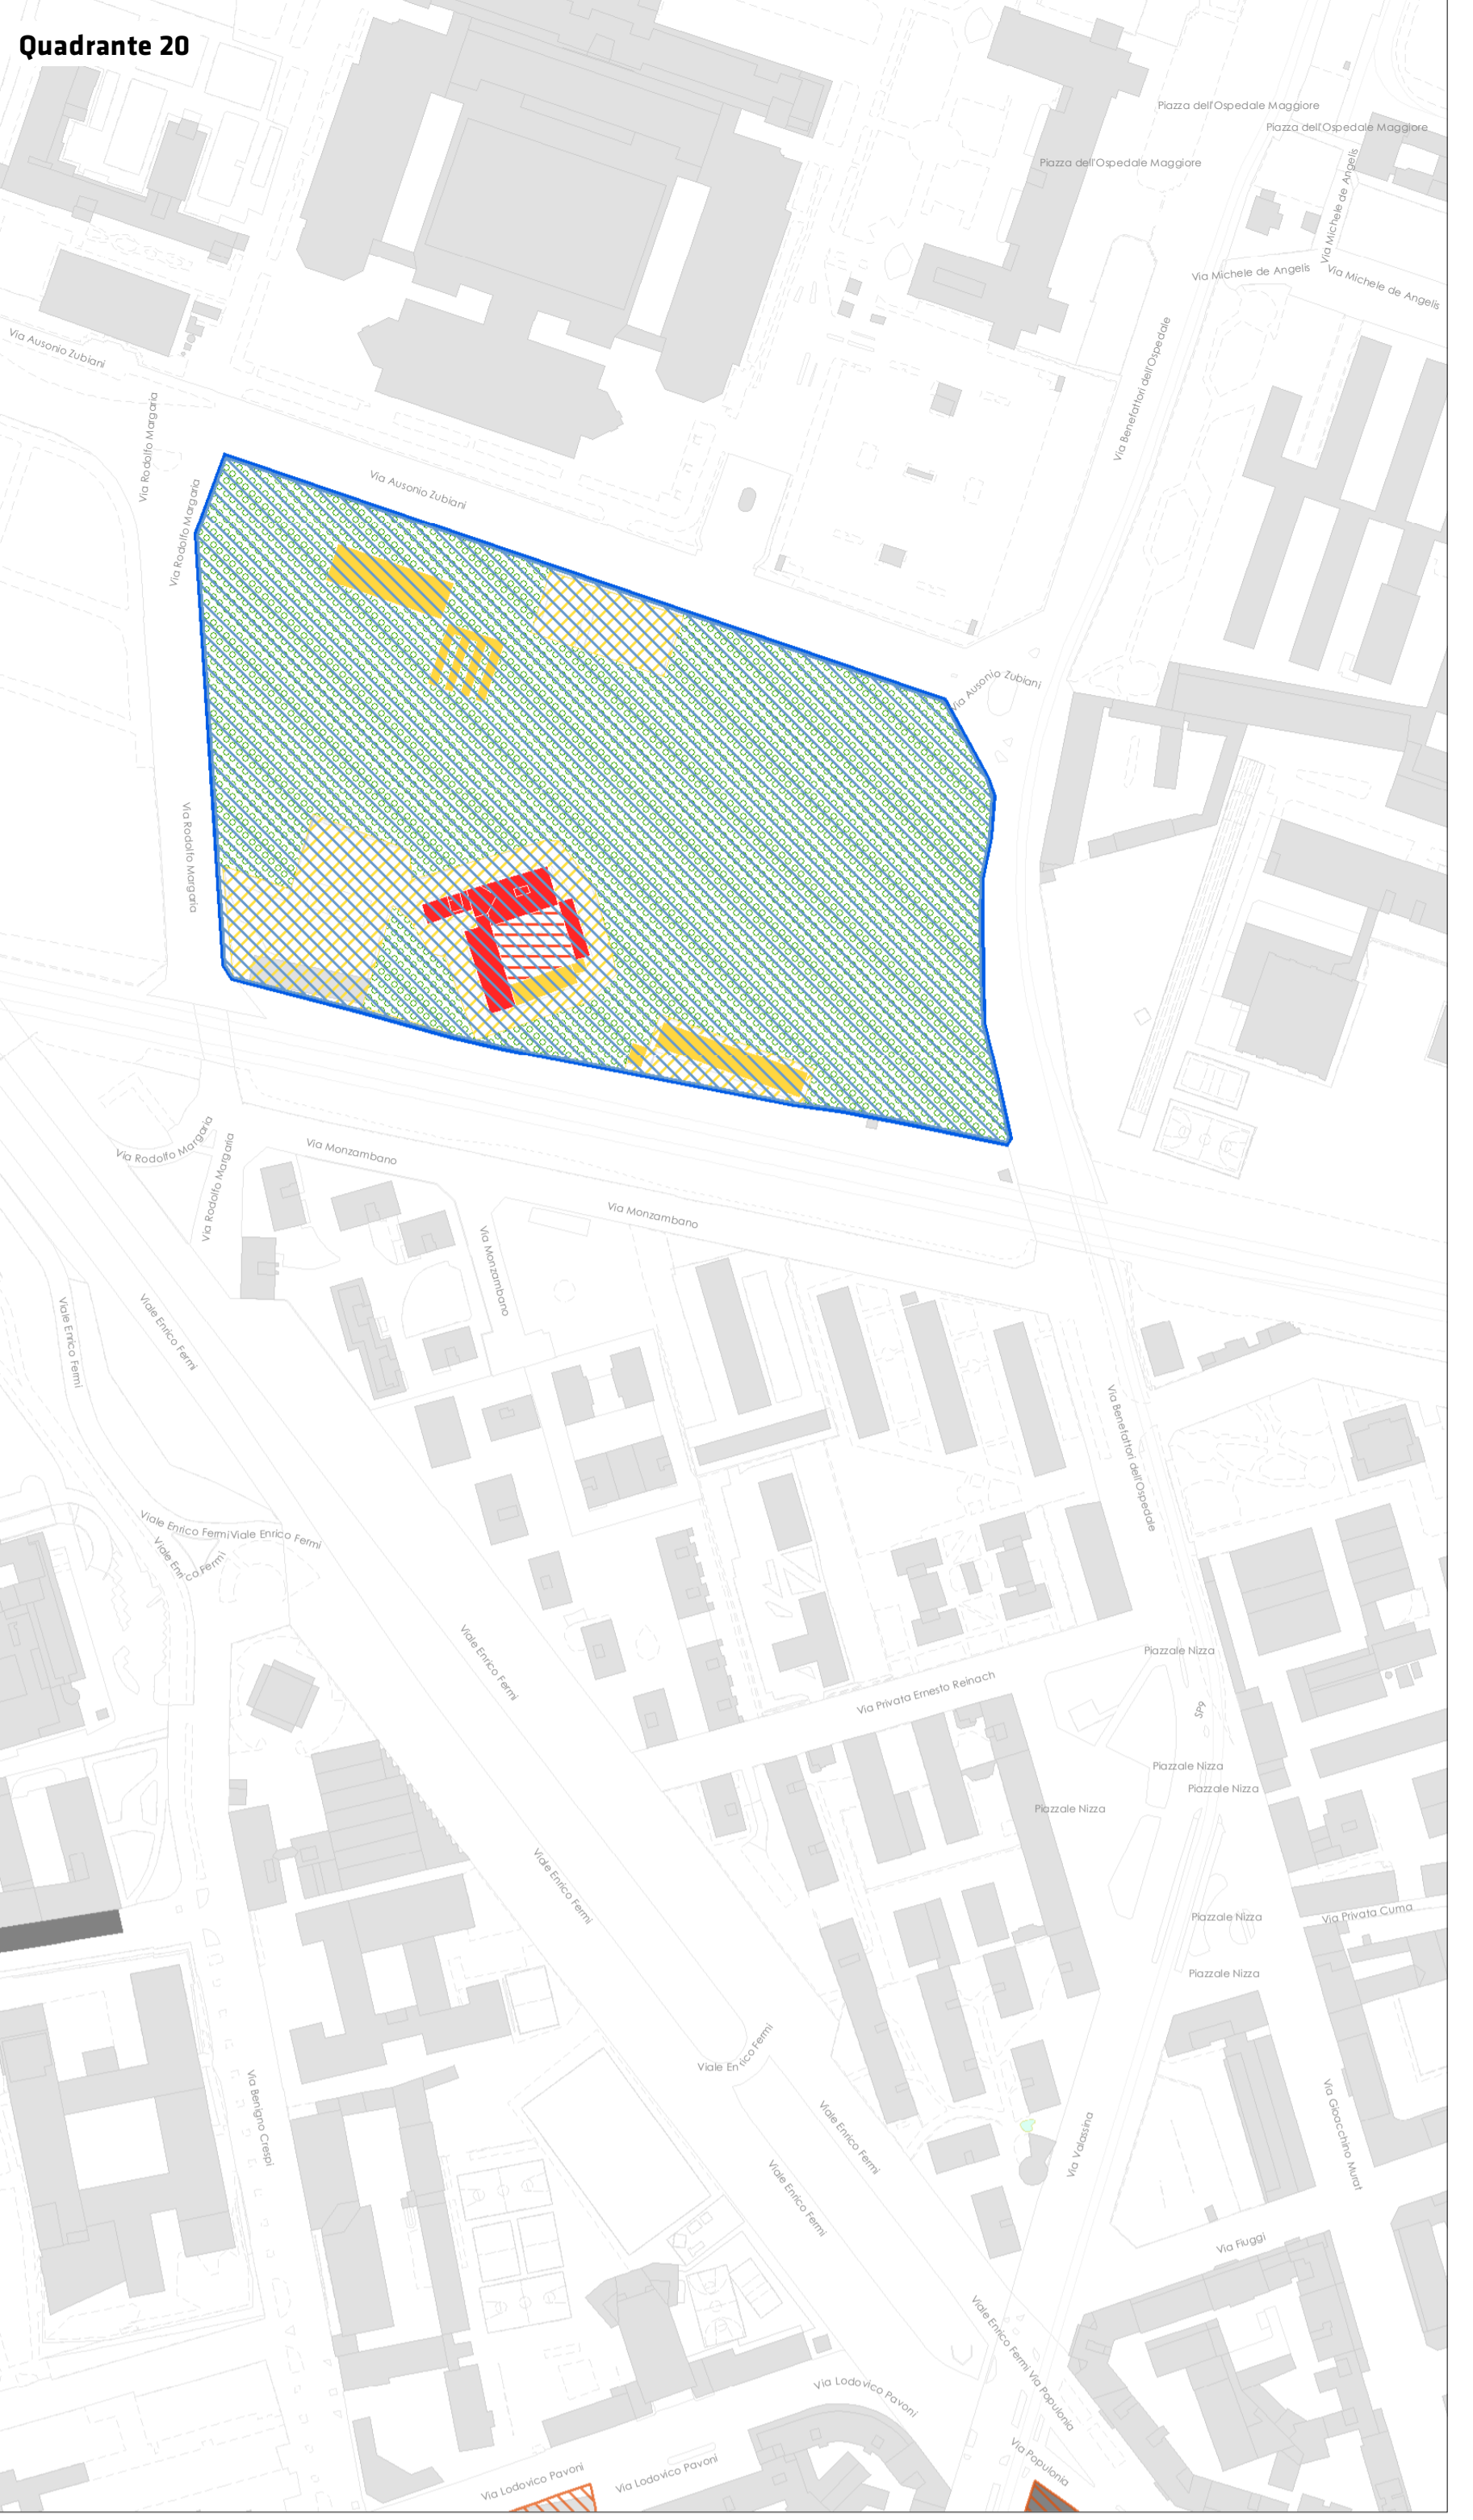 Quadrante 20
Piazza dell'Ospedale Maggiore
Piazza dell'Ospedale Maggiore
Piazza dell'Ospedale Maggiore
Via Michele de Angelis
Via Michele de Angelis
Via Michele de Angelis
Via Ausonio Zubiani
Via Benefattori dell'Ospedale
Via Rodolfo Margaria
Via Ausonio Zubiani
Via Rodolfo Margaria
Via Ausonio Zubiani
Via Rodolfo Margaria
Via Rodolfo Margaria
Via Monzambano
Via Rodolfo Margaria
Via Monzambano
Via Monzambano
Viale Enrico Fermi
Viale Enrico Fermi
Via Benefattori dell'Ospedale
Viale Enrico Fermi
Viale Enrico Fermi
Viale Enrico Fermi
Viale Enrico Fermi
Piazzale Nizza
Via Privata Ernesto Reinach
SP9
Piazzale Nizza
Piazzale Nizza
Piazzale Nizza
Viale Enrico Fermi
Via Privata Cuma
Piazzale Nizza
Piazzale Nizza
Viale Enrico Fermi
Via Benigno Crespi
Viale Enrico Fermi
Via Valassina
Via Gioacchino Murat
Viale Enrico Fermi
Via Fiuggi
Viale Enrico Fermi
Via Populonia
Via Lodovico Pavoni
Via Populonia
Via Lodovico Pavoni
Via Lodovico Pavoni